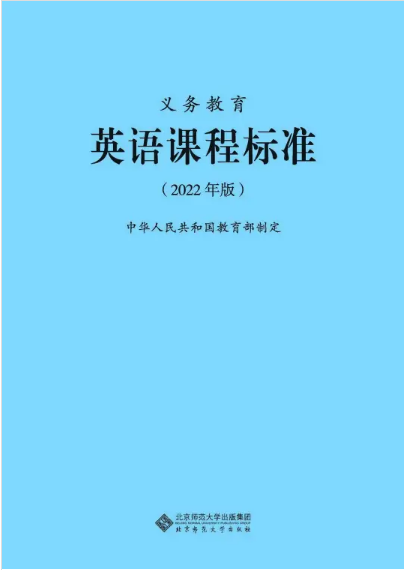 义务教育
英语课程标准
（2022年版）
中华人民共和国教育部制定
北京师范大学出版集团
北京师范大学出版社